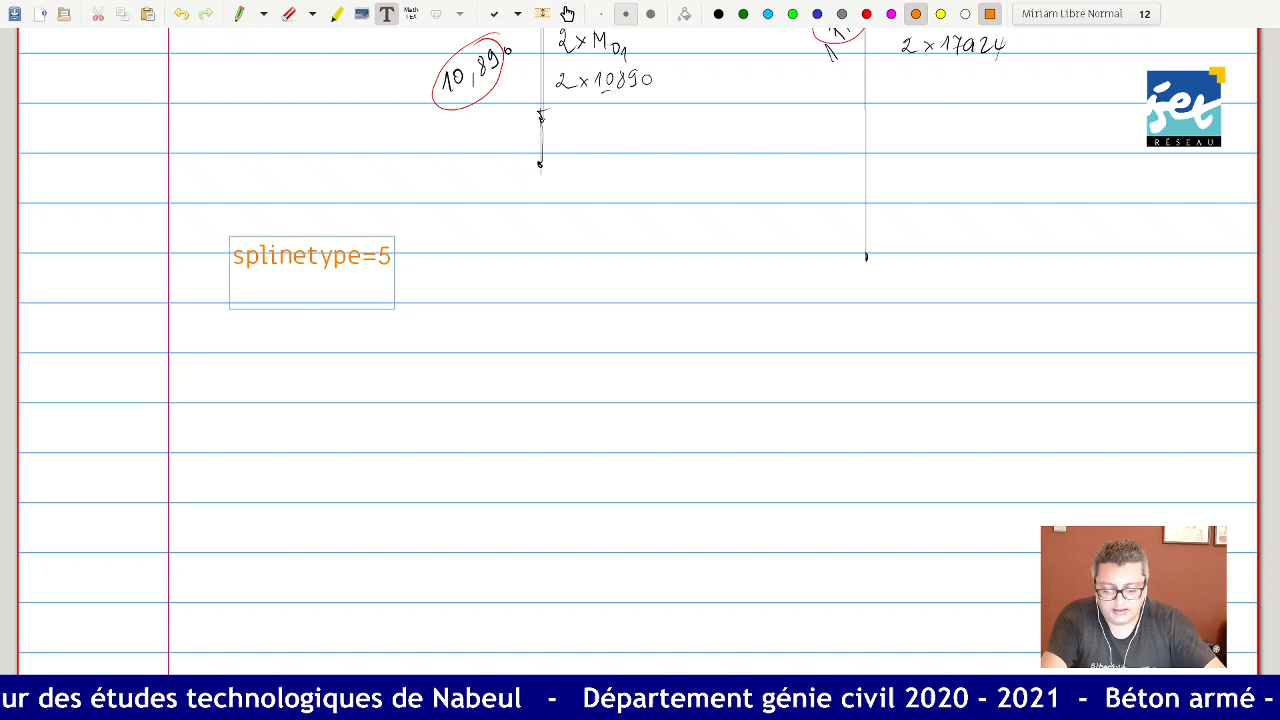 Miriam Libre Normal 12
2 × M01
10,890
2 × 10890
2 × 17924
iset
RÉSEAU
splinetype=5
ur des études technologiques de Nabeul - Département génie civil 2020 - 2021 - Béton armé -